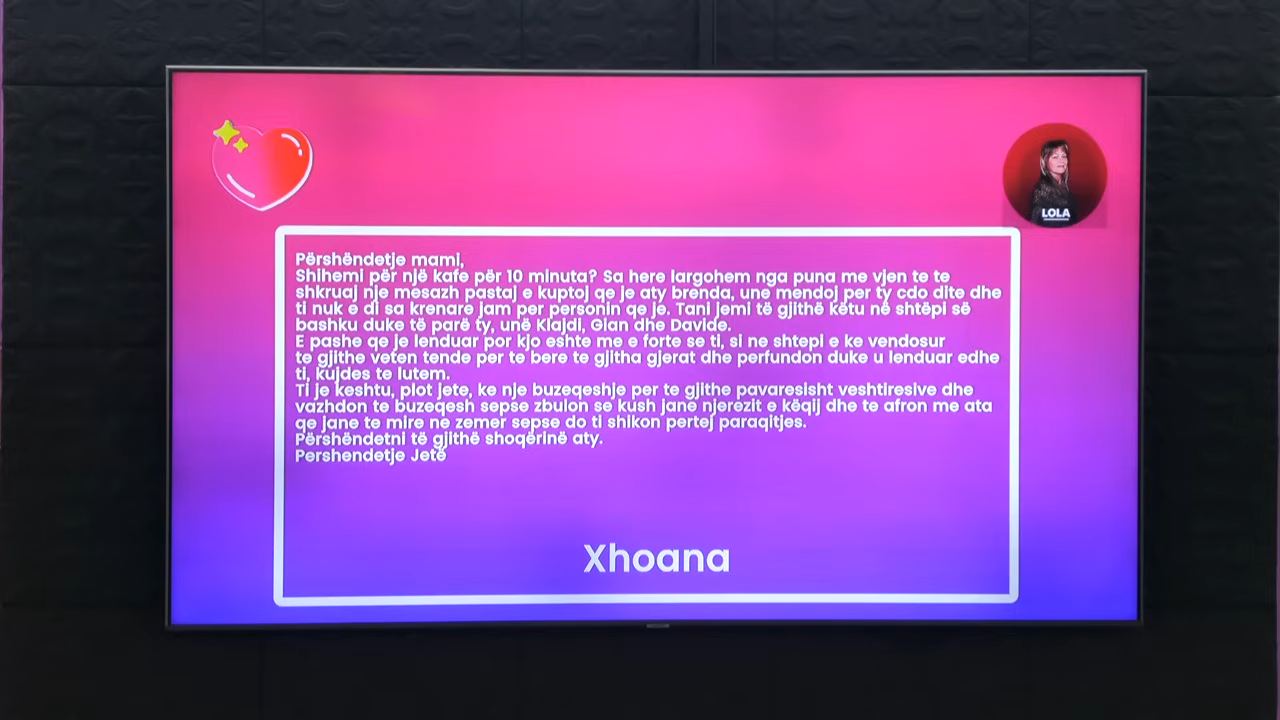 LOLA
Përshëndetje mami,
Shihemi për një kafe për 10 minuta? Sa here largohem nga puna me vjen te te
shkruaj nje mesazh pastaj e kuptoj qe je aty brenda, une mendoj per ty cdo dite dhe
ti nuk e di sa krenare jam per personin qe je. Tani jemi të gjithë këtu në shtëpi së
bashku duke të parë ty, unë Klajdi, Gian dhe Davide.
E pashe qe je lenduar por kjo eshte me e forte se ti, si ne shtepi e ke vendosur
te gjithe veten tende per te bere te gjitha gjerat dhe perfundon duke u lenduar edhe
ti, kujdes te lutem.
Ti je keshtu, plot jete, ke nje buzeqeshje per te gjithe pavaresisht veshtiresive dhe
vazhdon te buzeqesh sepse zbulon se kush jane njerezit e këqij dhe te afron me ata
qe jane te mire ne zemer sepse do ti shikon pertej paraqitjes.
Përshëndetni të gjithë shoqërinë aty.
Pershendetje Jetë
Xhoana